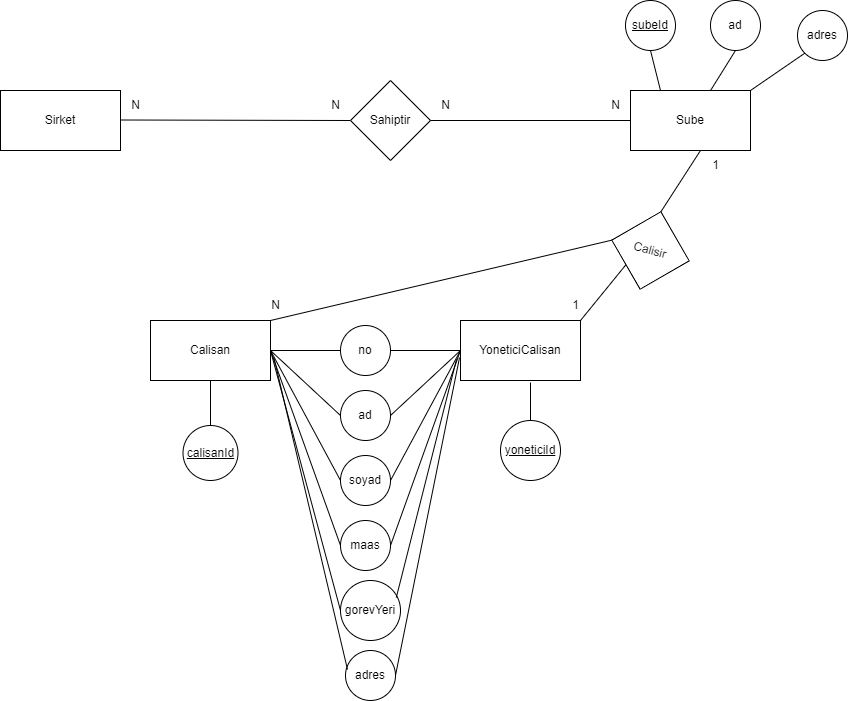 subeId
ad
adres
Sirket
N
N
Sahiptir
N
N
Sube
1
Calisir
N
1
Calisan
no
YoneticiCalisan
ad
calisanId
yoneticiId
soyad
maas
gorevYeri
adres